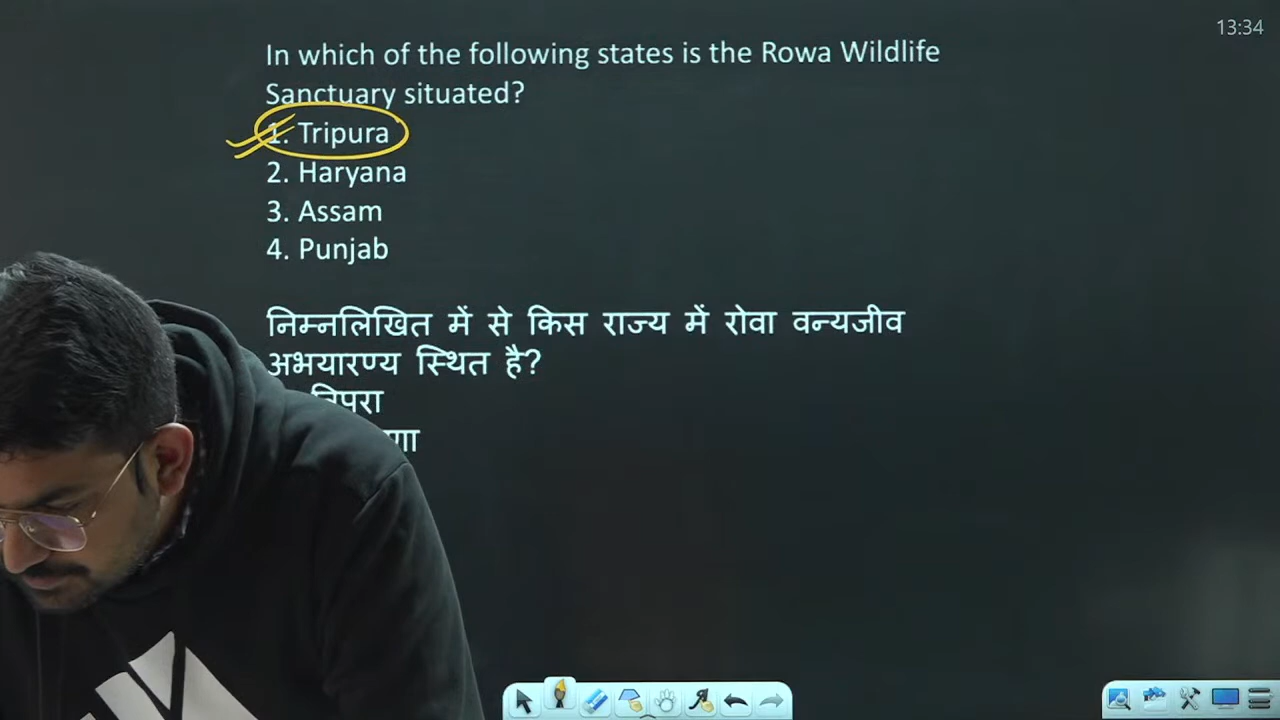 13:34
In which of the following states is the Rowa Wildlife
Sanctuary situated?
1. Tripura
2. Haryana
3. Assam
4. Punjab
निम्नलिखित में से किस राज्य में रोवा वन्यजीव
अभयारण्य स्थित है?